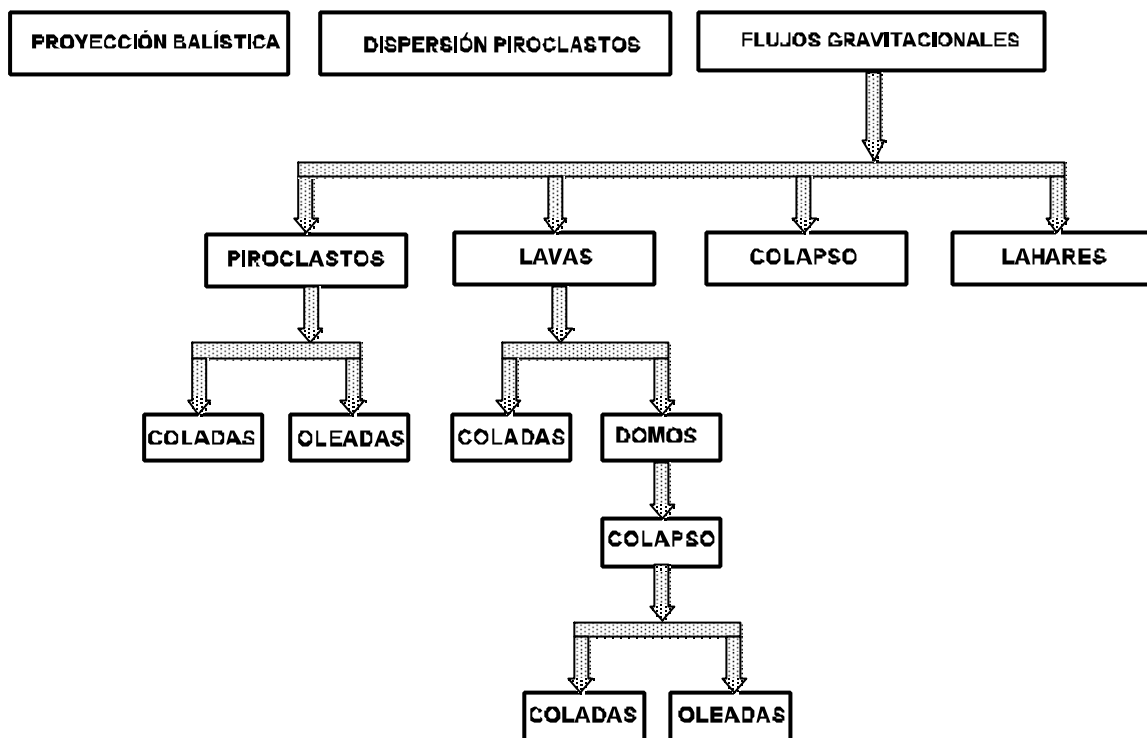 PROYECCIÓN BALÍSTICA
DISPERSIÓN PIROCLASTOS
FLUJOS GRAVITACIONALES
PIROCLASTOS
LAVAS
COLAPSO
LAHARES
COLADAS
OLEADAS
COLADAS
DOMOS
COLAPSO
COLADAS
OLEADAS